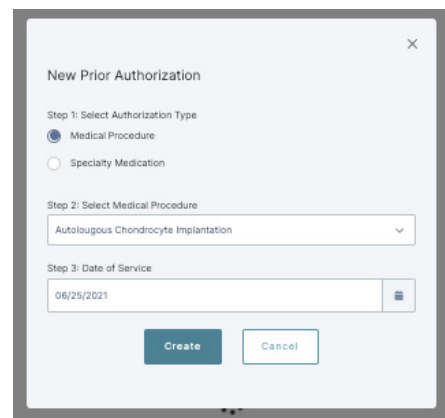 New Prior Authorization
Step 1: Select Authorization Type
Medical Procedure
Specialty Medication
Step 2: Select Medical Procedure
Autolougous Chondrocyte Implantation
Step 3: Date of Service
06/25/2021
Create
Cancel